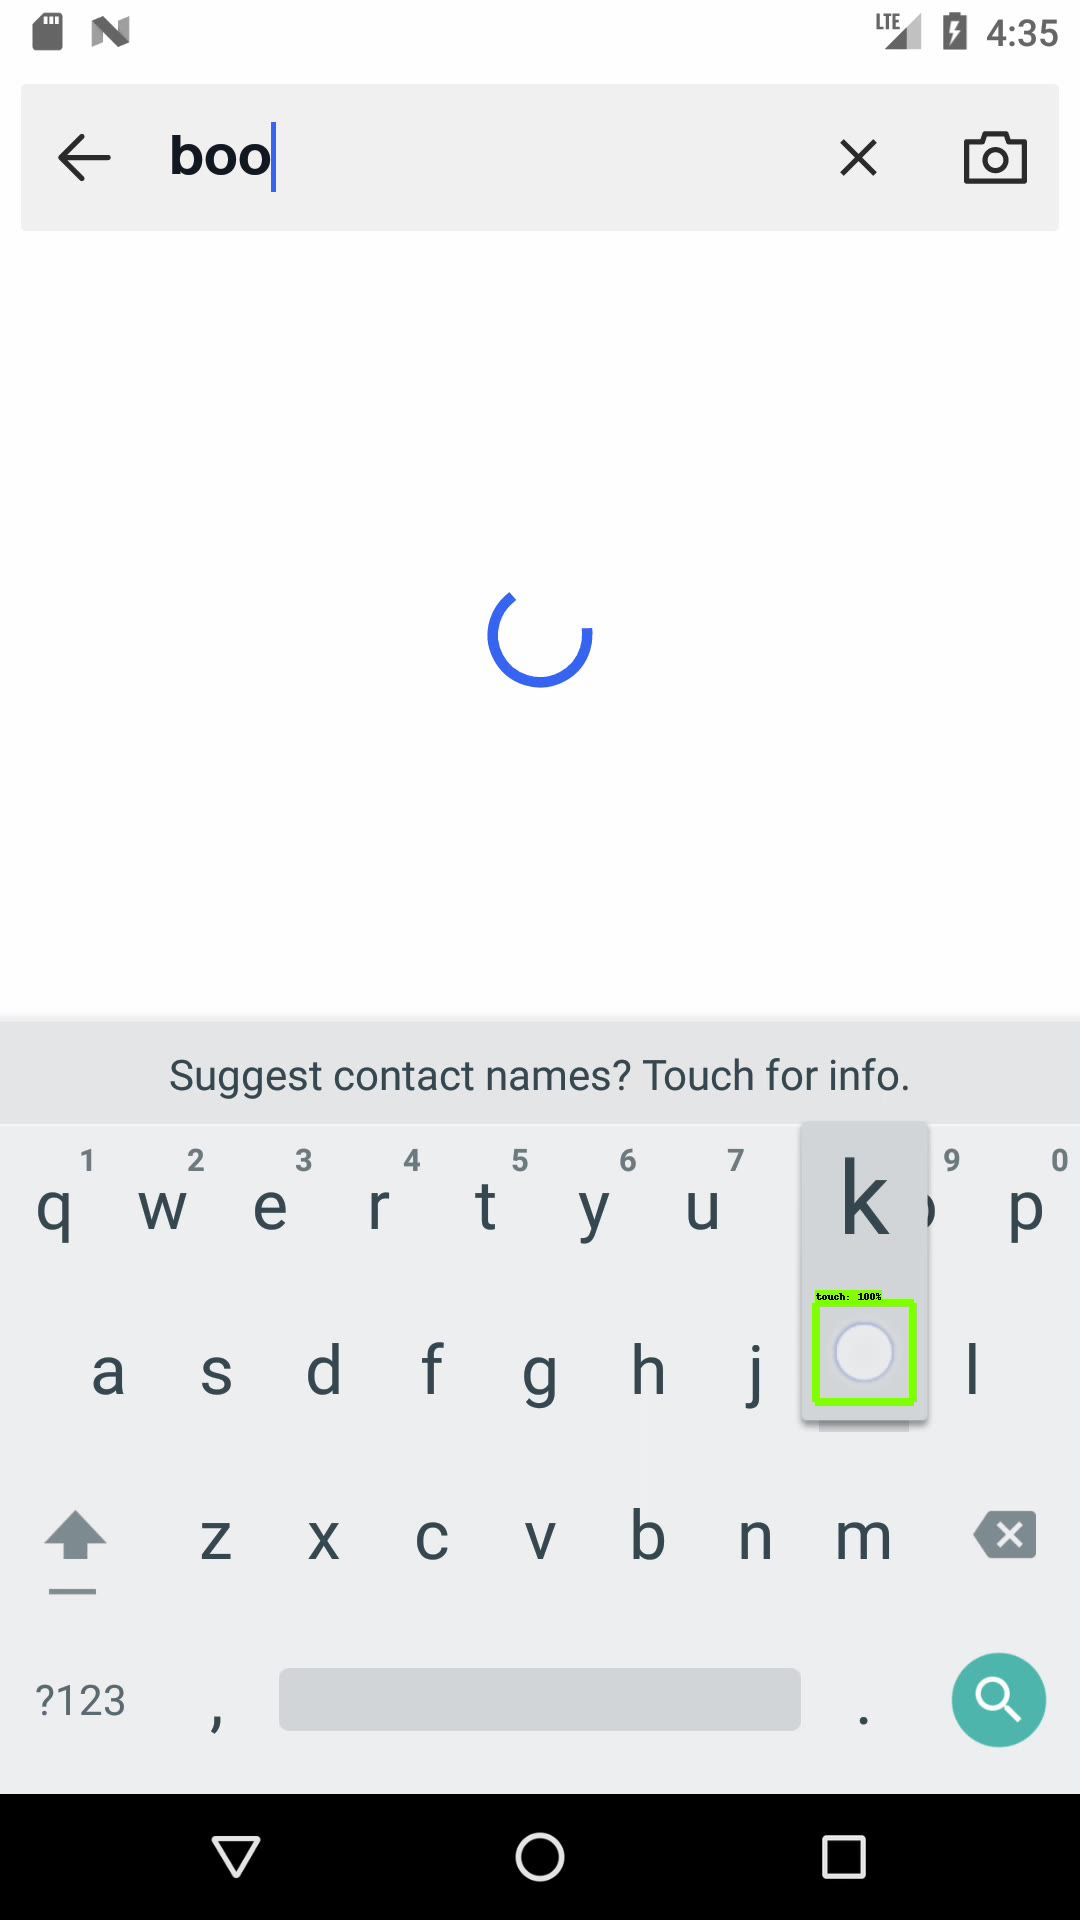 LTE 4:35
boo
Suggest contact names? Touch for info.
1 2 3 4 5 6 7 9 0
q w e r t y u k p
touch: 100%
a s d f g h j l
z x c v b n m
?123 , .